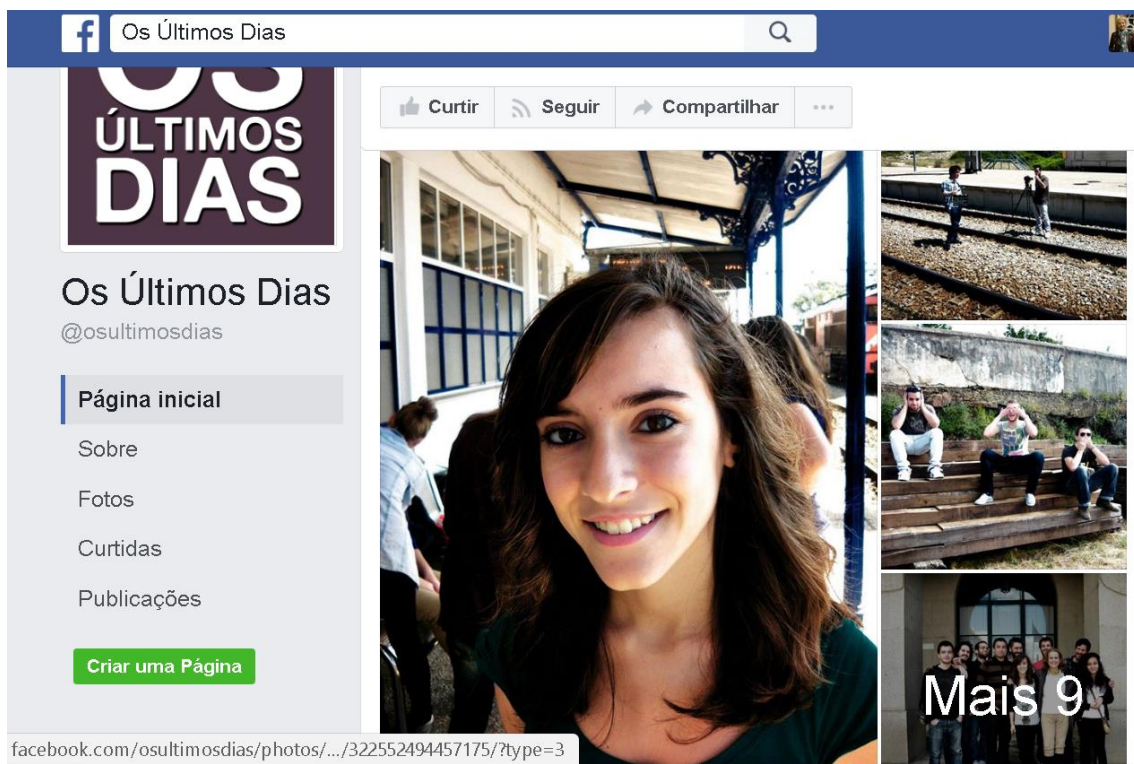 Os Últimos Dias
OS
ÚLTIMOS
DIAS
Os Últimos Dias
@osultimosdias
Página inicial
Sobre
Fotos
Curtidas
Publicações
Criar uma Página
Curtir
Seguir
Compartilhar
Mais 9
facebook.com/osultimosdias/photos/.../322552494457175/?type=3